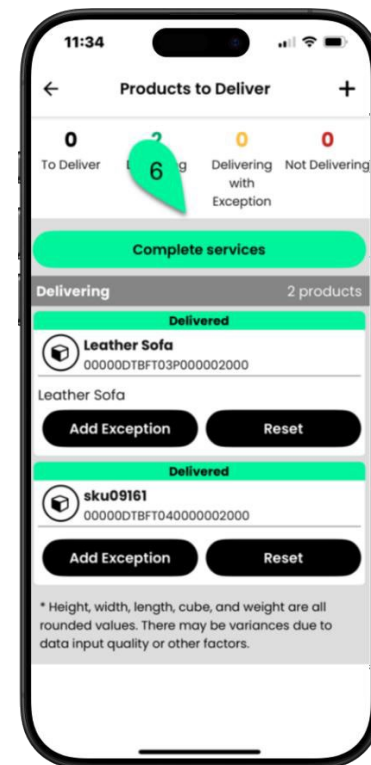 11:34
Products to Deliver
0
0
0
To Deliver
Delivering
Not Delivering
with
Exception
6
Complete services
Delivering
2 products
Delivered
Leather Sofa
00000DTBFT03P000002000
Leather Sofa
Add Exception
Reset
Delivered
sku09161
00000DTBFT040000002000
Add Exception
Reset
* Height, width, length, cube, and weight are all
rounded values. There may be variances due to
data input quality or other factors.